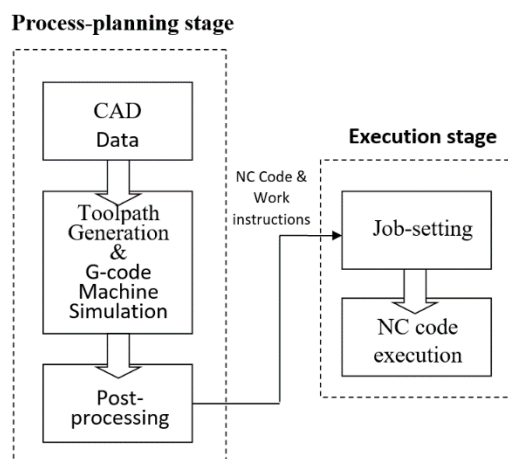 Process-planning stage
CAD
Data
Toolpath
Generation
&
G-code
Machine
Simulation
Post-
processing
NC Code &
Work
instructions
Execution stage
Job-setting
NC code
execution